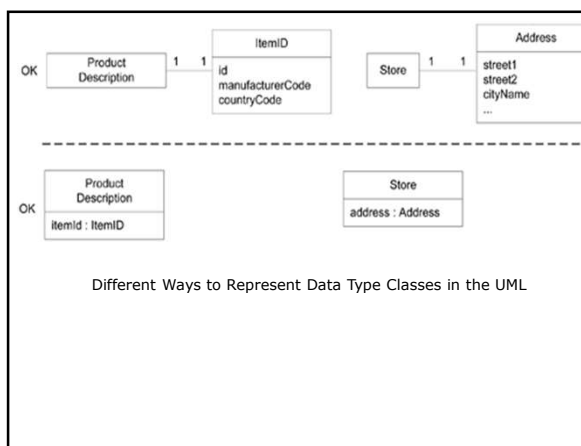 OK
Product
Description
1 1
ItemID
id
manufacturerCode
countryCode
Store
1 1
Address
street1
street2
cityName
...
OK
Product
Description
itemId : ItemID
Store
address : Address
Different Ways to Represent Data Type Classes in the UML